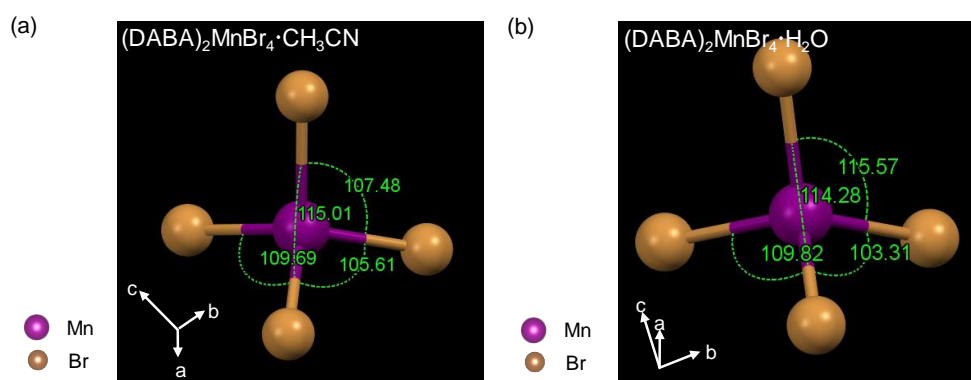 (a)
(DABA)₂MnBr₄·CH₃CN
107.48
115.01
109.69
105.61
c
b
a
Mn
Br
(b)
(DABA)₂MnBr₄·H₂O
115.57
114.28
109.82
103.31
c
a
b
Mn
Br